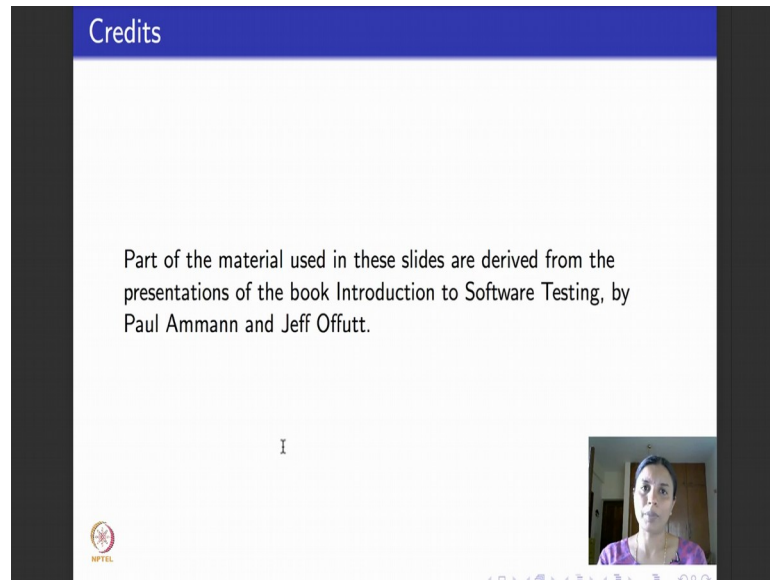 Credits
Part of the material used in these slides are derived from the
presentations of the book Introduction to Software Testing, by
Paul Ammann and Jeff Offutt.
NPTEL